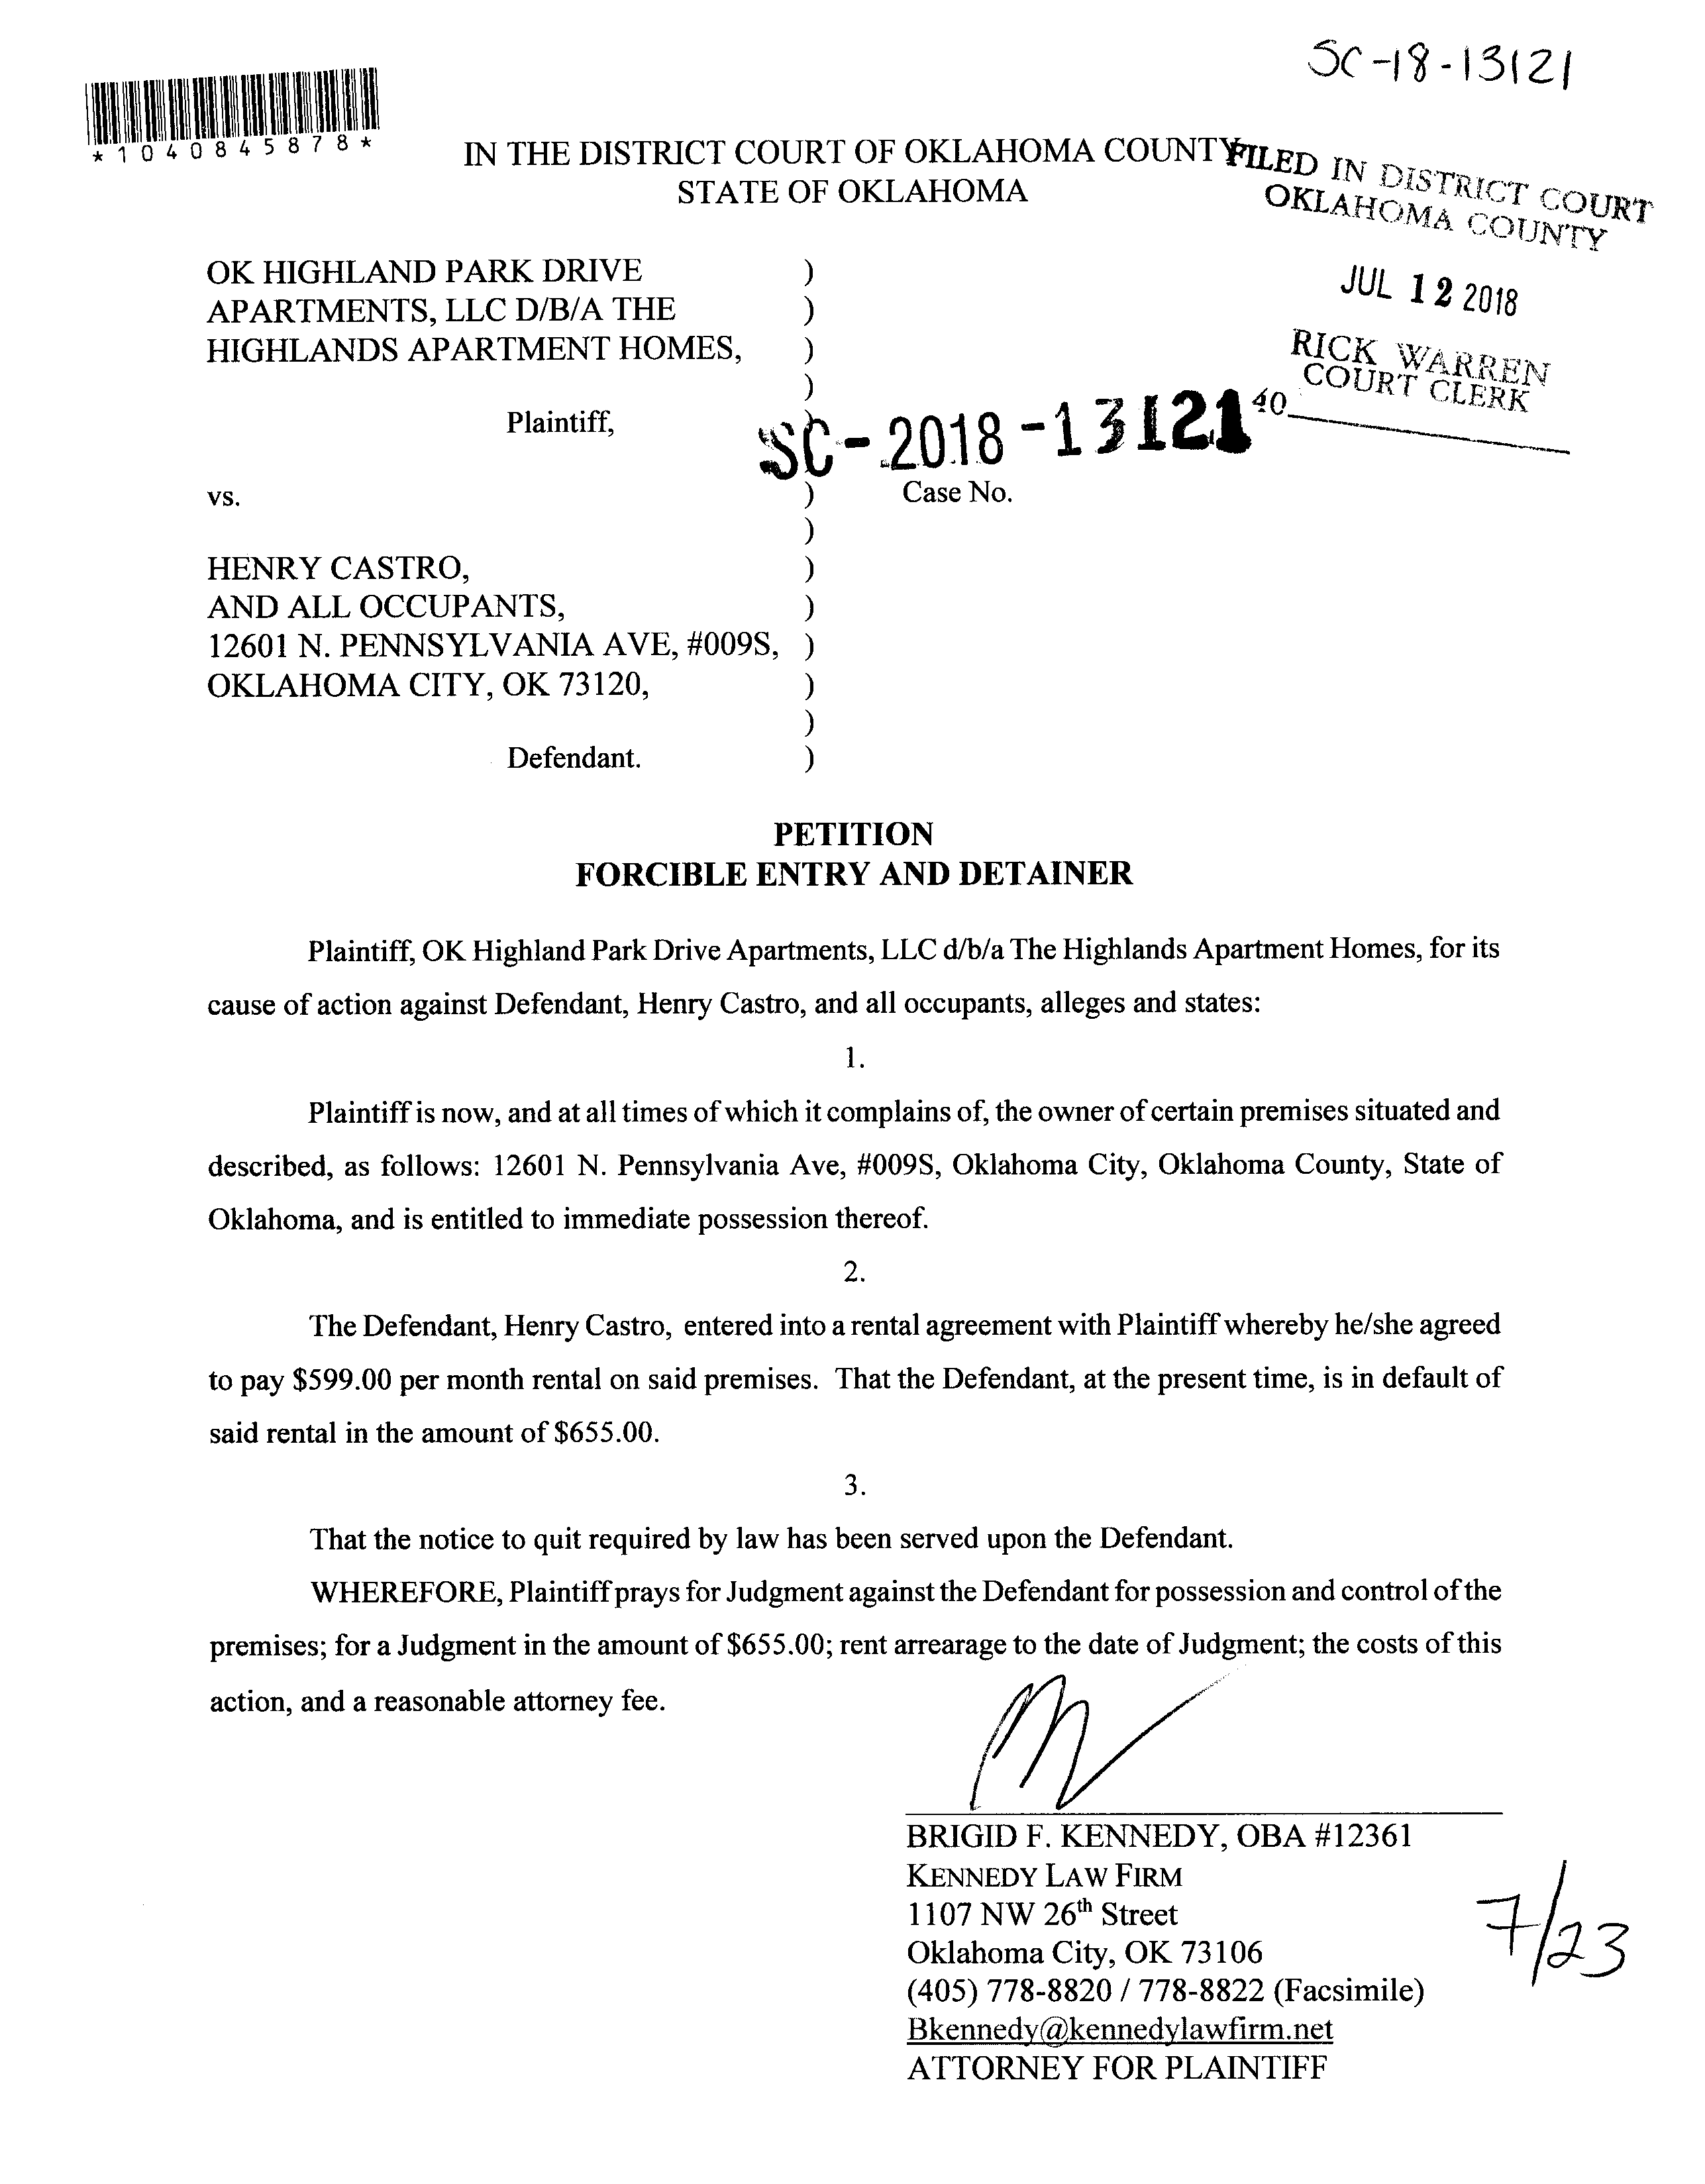 SC-18-13121
*1040845878*
IN THE DISTRICT COURT OF OKLAHOMA COUNTY
STATE OF OKLAHOMA
FILED IN DISTRICT COURT
OKLAHOMA COUNTY
JUL 12 2018
RICK WARREN
COURT CLERK
40
OK HIGHLAND PARK DRIVE )
APARTMENTS, LLC D/B/A THE )
HIGHLANDS APARTMENT HOMES, )
)
Plaintiff, )
SC-2018-13121
vs. ) Case No.
)
HENRY CASTRO, )
AND ALL OCCUPANTS, )
12601 N. PENNSYLVANIA AVE, #009S, )
OKLAHOMA CITY, OK 73120, )
)
Defendant. )
PETITION
FORCIBLE ENTRY AND DETAINER
Plaintiff, OK Highland Park Drive Apartments, LLC d/b/a The Highlands Apartment Homes, for its
cause of action against Defendant, Henry Castro, and all occupants, alleges and states:
1.
Plaintiff is now, and at all times of which it complains of, the owner of certain premises situated and
described, as follows: 12601 N. Pennsylvania Ave, #009S, Oklahoma City, Oklahoma County, State of
Oklahoma, and is entitled to immediate possession thereof.
2.
The Defendant, Henry Castro, entered into a rental agreement with Plaintiff whereby he/she agreed
to pay $599.00 per month rental on said premises. That the Defendant, at the present time, is in default of
said rental in the amount of $655.00.
3.
That the notice to quit required by law has been served upon the Defendant.
WHEREFORE, Plaintiff prays for Judgment against the Defendant for possession and control of the
premises; for a Judgment in the amount of $655.00; rent arrearage to the date of Judgment; the costs of this
action, and a reasonable attorney fee.
BRIGID F. KENNEDY, OBA #12361
KENNEDY LAW FIRM
1107 NW 26th Street
Oklahoma City, OK 73106
(405) 778-8820 / 778-8822 (Facsimile)
Bkennedy@kennedylawfirm.net
ATTORNEY FOR PLAINTIFF
7/23